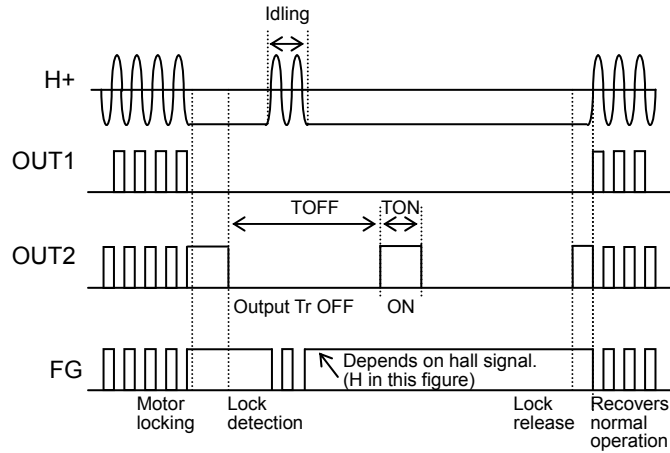 Idling
H+
OUT1
TOFF
TON
OUT2
Output Tr OFF
ON
FG
Depends on hall signal.
(H in this figure)
Motor
locking
Lock
detection
Lock
release
Recovers
normal
operation